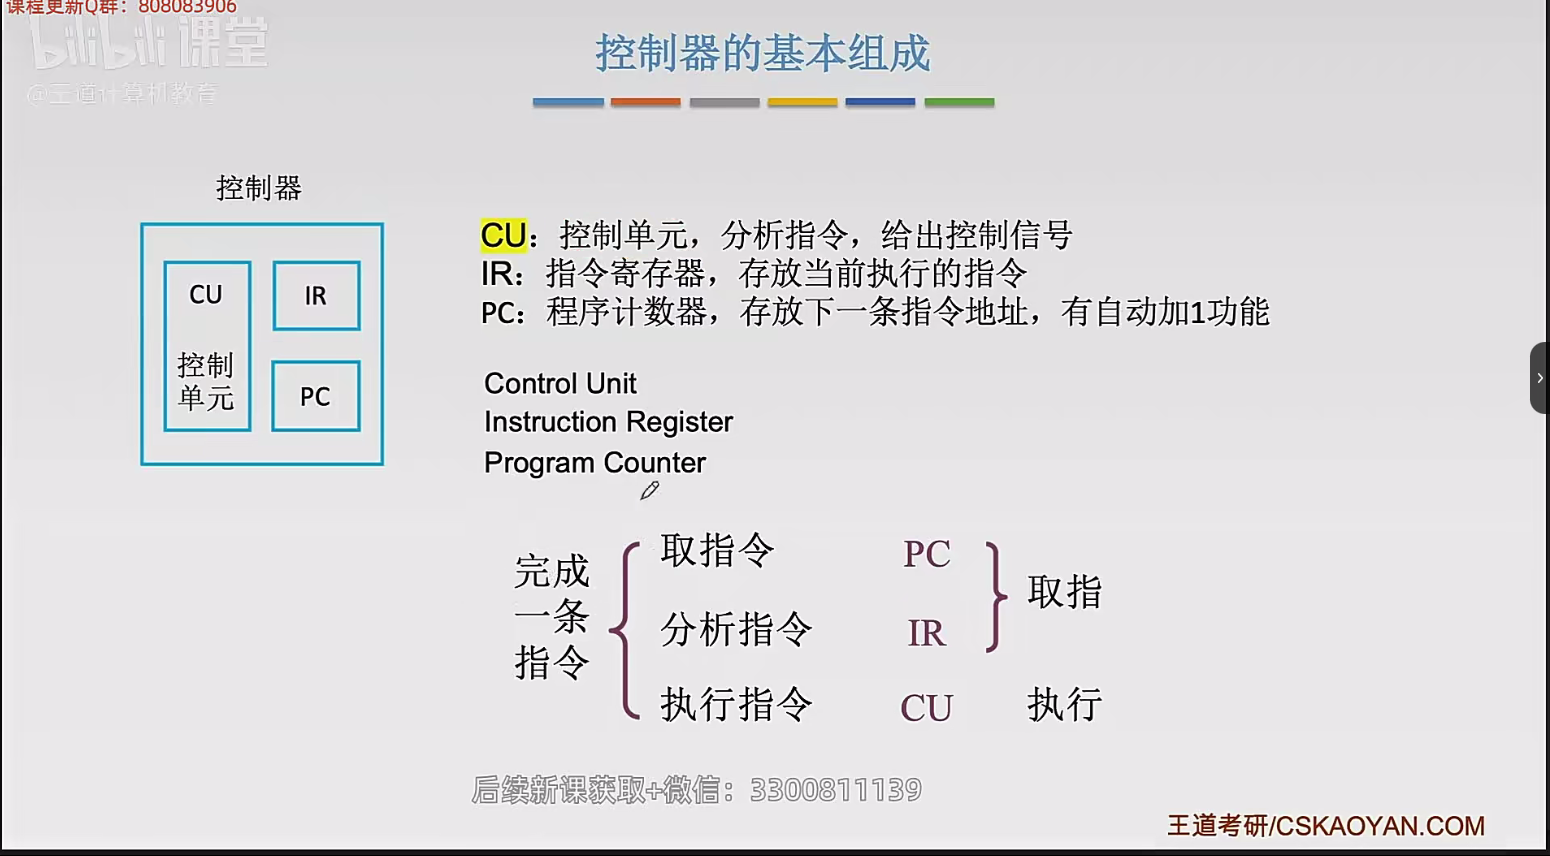 课程更新Q群：808083906
bilibili课堂
@王道计算机教育
控制器的基本组成
控制器
CU
控制
单元
IR
PC
CU：控制单元，分析指令，给出控制信号
IR：指令寄存器，存放当前执行的指令
PC：程序计数器，存放下一条指令地址，有自动加1功能
Control Unit
Instruction Register
Program Counter
完成
一条
指令
取指令 PC
分析指令 IR
取指
执行指令 CU 执行
后续新课获取+微信：3300811139
王道考研/CSKAOYAN.COM